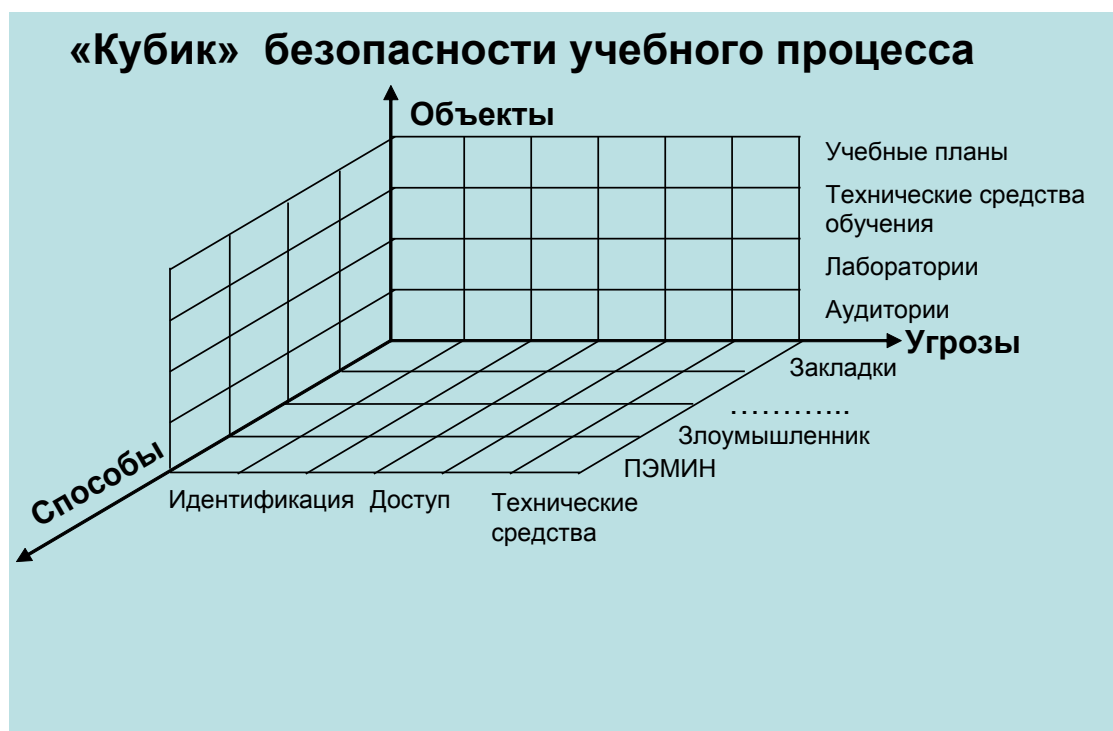 «Кубик» безопасности учебного процесса
Объекты
Учебные планы
Технические средства
обучения
Лаборатории
Аудитории
Угрозы
Закладки
…………..
Злоумышленник
ПЭМИН
Способы
Идентификация Доступ Технические
средства